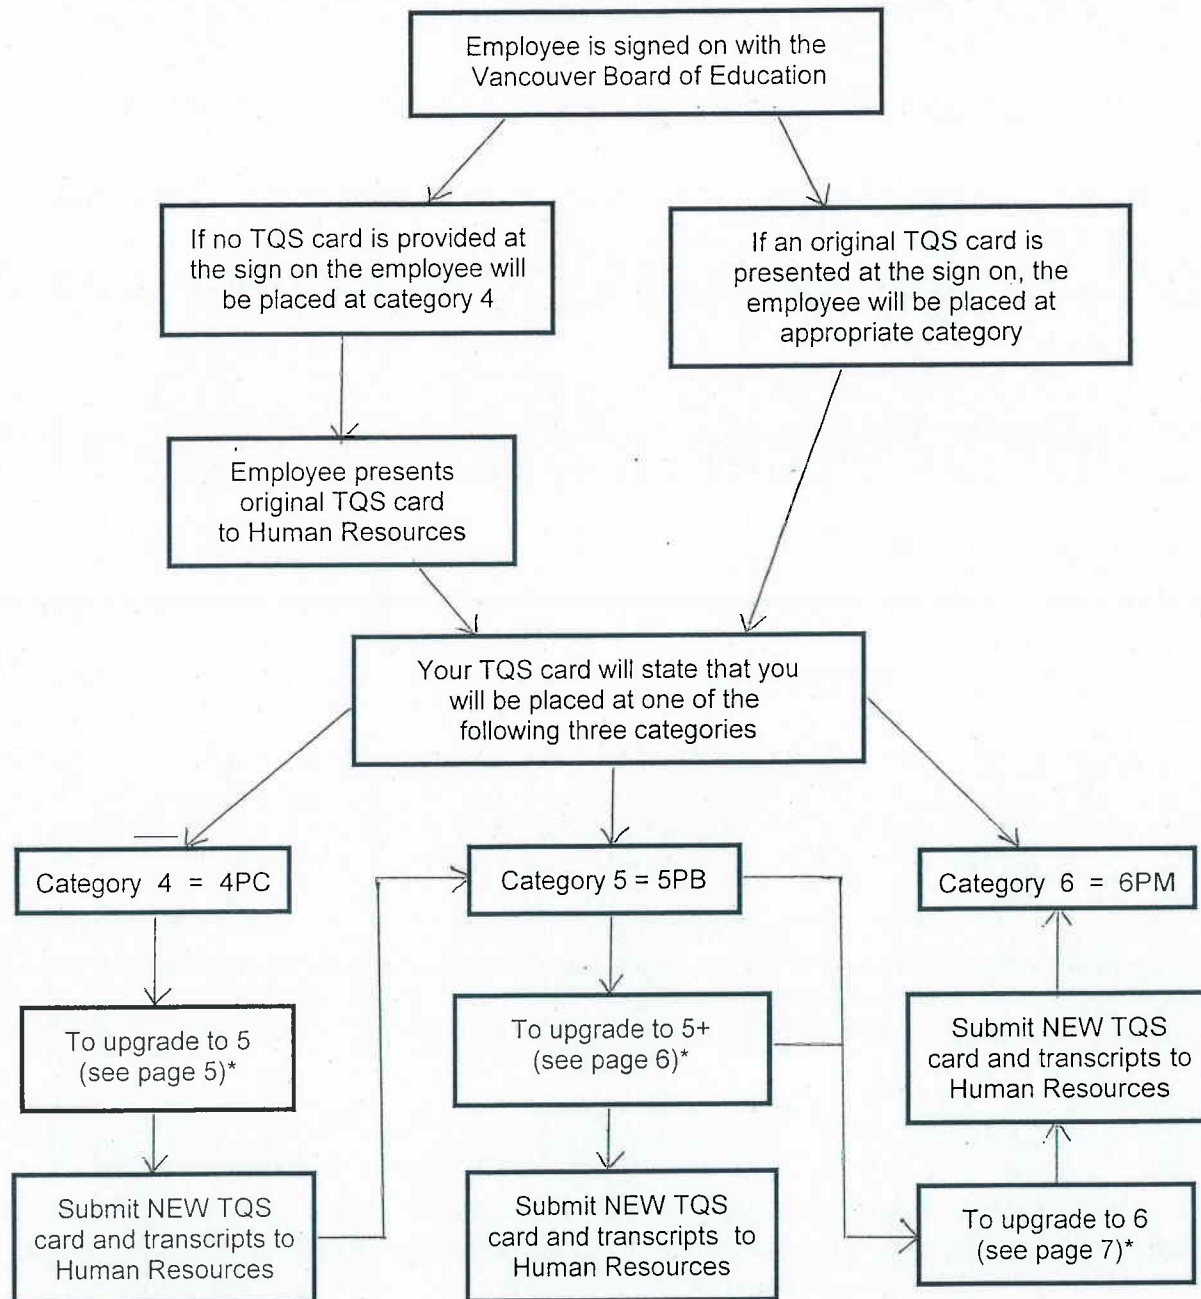 Employee is signed on with the
Vancouver Board of Education
If no TQS card is provided at
the sign on the employee will
be placed at category 4
If an original TQS card is
presented at the sign on, the
employee will be placed at
appropriate category
Employee presents
original TQS card
to Human Resources
Your TQS card will state that you
will be placed at one of the
following three categories
Category 4 = 4PC
Category 5 = 5PB
Category 6 = 6PM
To upgrade to 5
(see page 5)*
To upgrade to 5+
(see page 6)*
Submit NEW TQS
card and transcripts to
Human Resources
Submit NEW TQS
card and transcripts to
Human Resources
Submit NEW TQS
card and transcripts to
Human Resources
To upgrade to 6
(see page 7)*